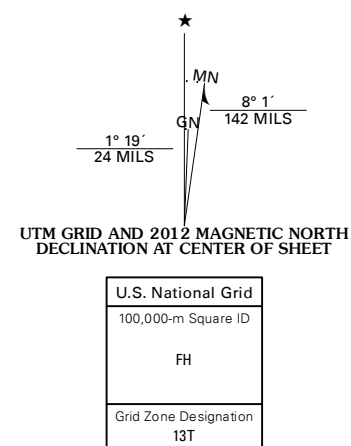 ★
MN
GN
8° 1´
142 MILS
1° 19´
24 MILS
UTM GRID AND 2012 MAGNETIC NORTH
DECLINATION AT CENTER OF SHEET
U.S. National Grid
100,000-m Square ID
FH
Grid Zone Designation
13T